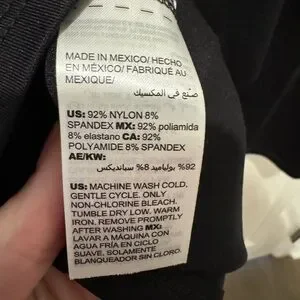 MADE IN MEXICO/ HECHO
EN MÉXICO/ FABRIQUÉ AU
MEXIQUE/
صنع في المكسيك
US: 92% NYLON 8%
SPANDEX MX: 92% poliamida
8% elastano CA: 92%
POLYAMIDE 8% SPANDEX
AE/KW:
92% بولياميد 8% سبانديكس
US: MACHINE WASH COLD,
GENTLE CYCLE. ONLY
NON-CHLORINE BLEACH.
TUMBLE DRY LOW. WARM
IRON. REMOVE PROMPTLY
AFTER WASHING MX:
LAVAR A MÁQUINA CON
AGUA FRÍA EN CICLO
SUAVE. SOLAMENTE
BLANQUEADOR SIN CLORO.